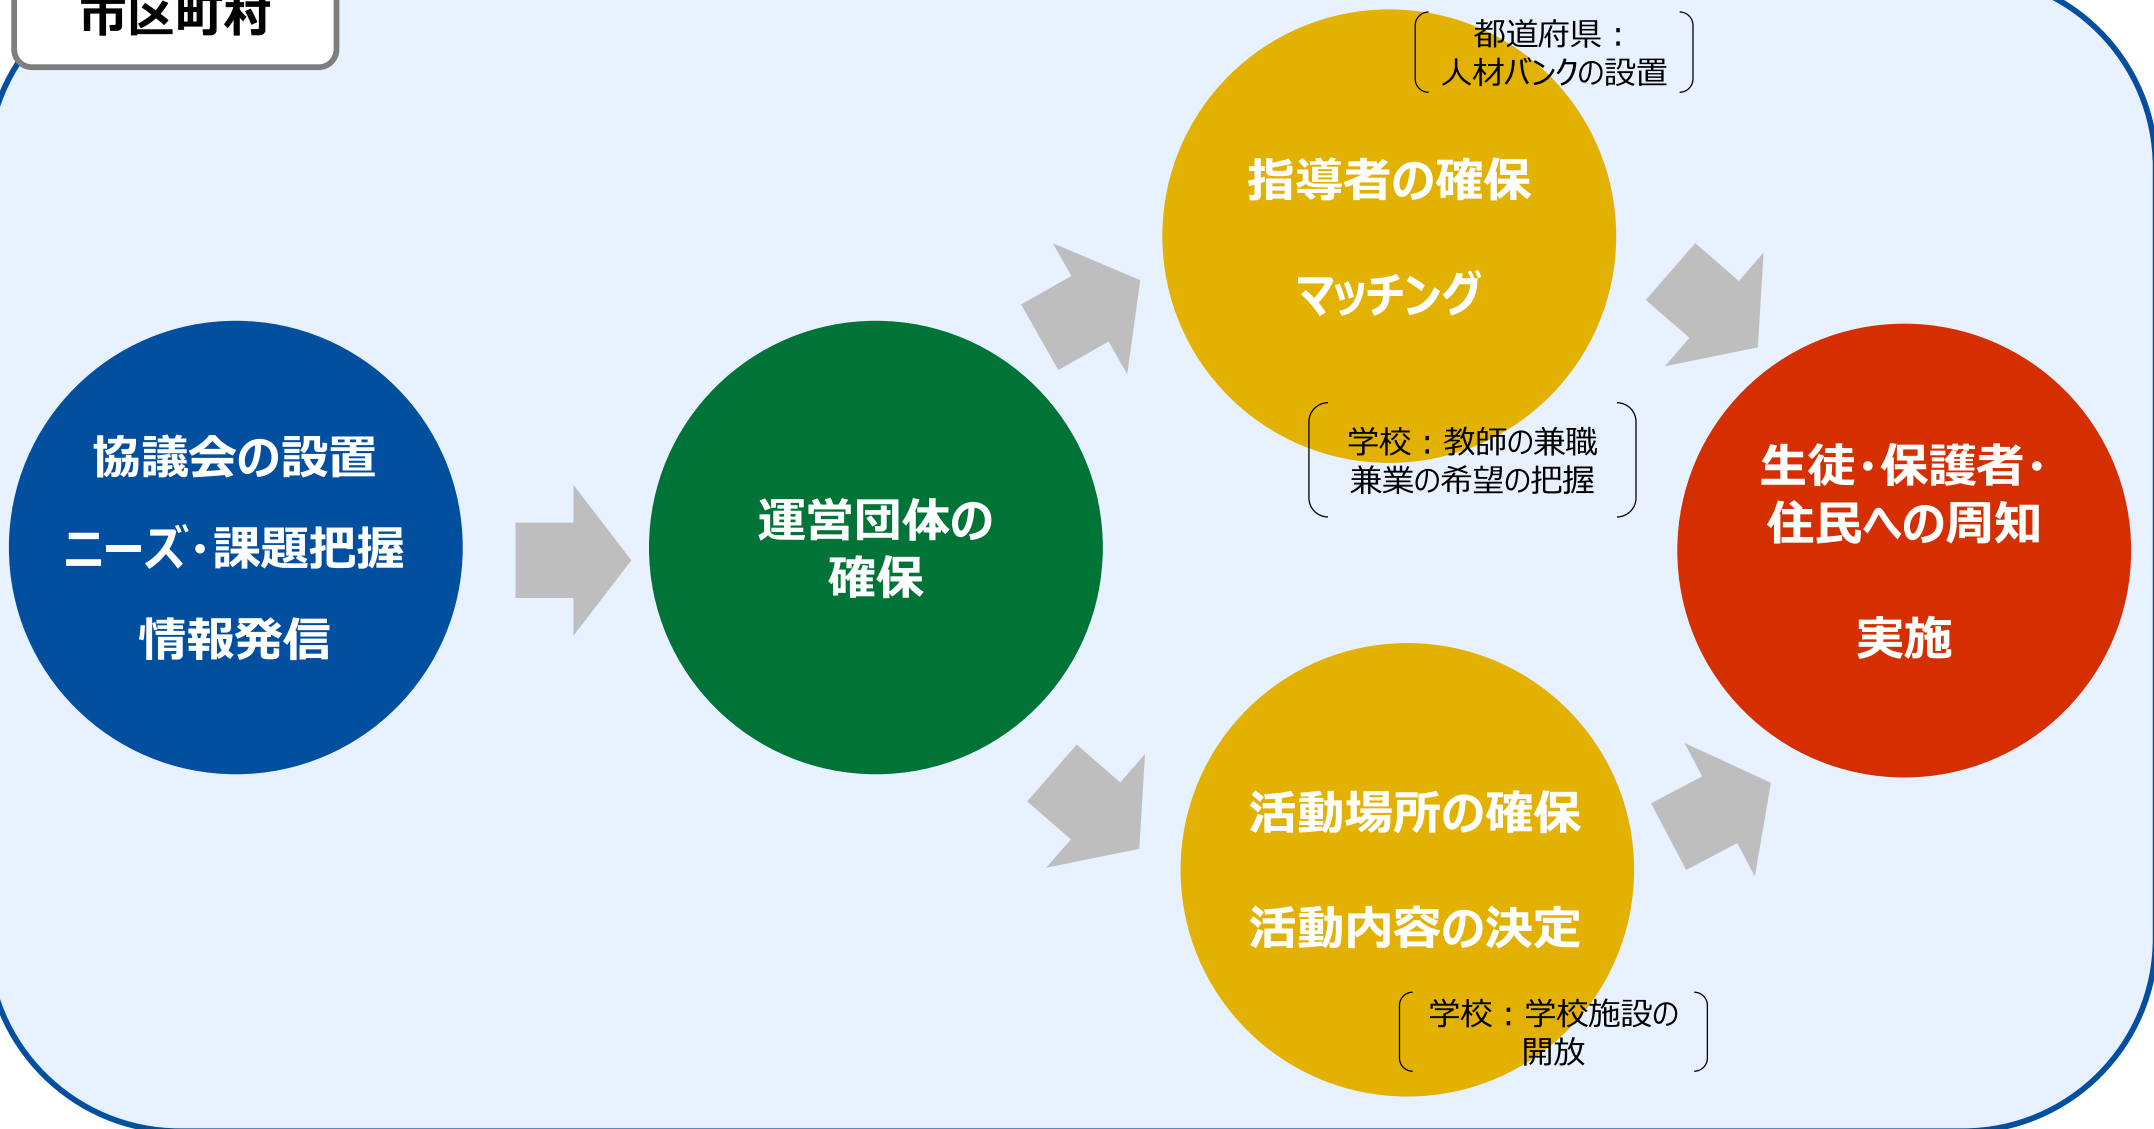 市区町村
協議会の設置
ニーズ・課題把握
情報発信
運営団体の
確保
都道府県：
人材バンクの設置
指導者の確保
マッチング
学校：教師の兼職
兼業の希望の把握
活動場所の確保
活動内容の決定
学校：学校施設の
開放
生徒・保護者・
住民への周知
実施